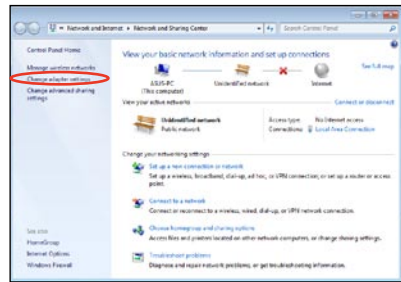 Network and Internet ▸ Network and Sharing Center
Search Control Panel
Control Panel Home
Manage wireless networks
Change adapter settings
Change advanced sharing
settings
View your basic network information and set up connections
See full map
ASUS-PC
(This computer)
Unidentified network
Internet
View your active networks
Connect or disconnect
Unidentified network
Public network
Access type: No Internet access
Connections: Local Area Connection
Change your networking settings
Set up a new connection or network
Set up a wireless, broadband, dial-up, ad hoc, or VPN connection; or set up a router or access
point.
Connect to a network
Connect or reconnect to a wireless, wired, dial-up, or VPN network connection.
Choose homegroup and sharing options
Access files and printers located on other network computers, or change sharing settings.
Troubleshoot problems
Diagnose and repair network problems, or get troubleshooting information.
See also
HomeGroup
Internet Options
Windows Firewall